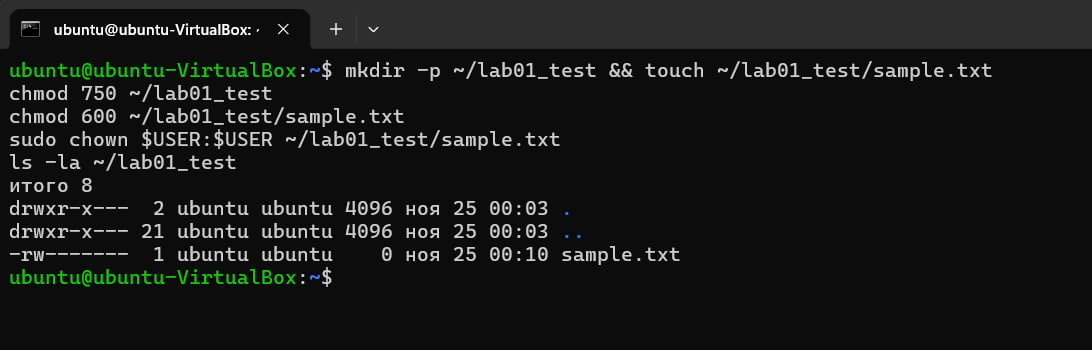 ubuntu@ubuntu-VirtualBox: ~
ubuntu@ubuntu-VirtualBox:~$ mkdir -p ~/lab01_test && touch ~/lab01_test/sample.txt
chmod 750 ~/lab01_test
chmod 600 ~/lab01_test/sample.txt
sudo chown $USER:$USER ~/lab01_test/sample.txt
ls -la ~/lab01_test
итого 8
drwxr-x---  2 ubuntu ubuntu 4096 ноя 25 00:03 .
drwxr-x--- 21 ubuntu ubuntu 4096 ноя 25 00:03 ..
-rw-------  1 ubuntu ubuntu    0 ноя 25 00:10 sample.txt
ubuntu@ubuntu-VirtualBox:~$